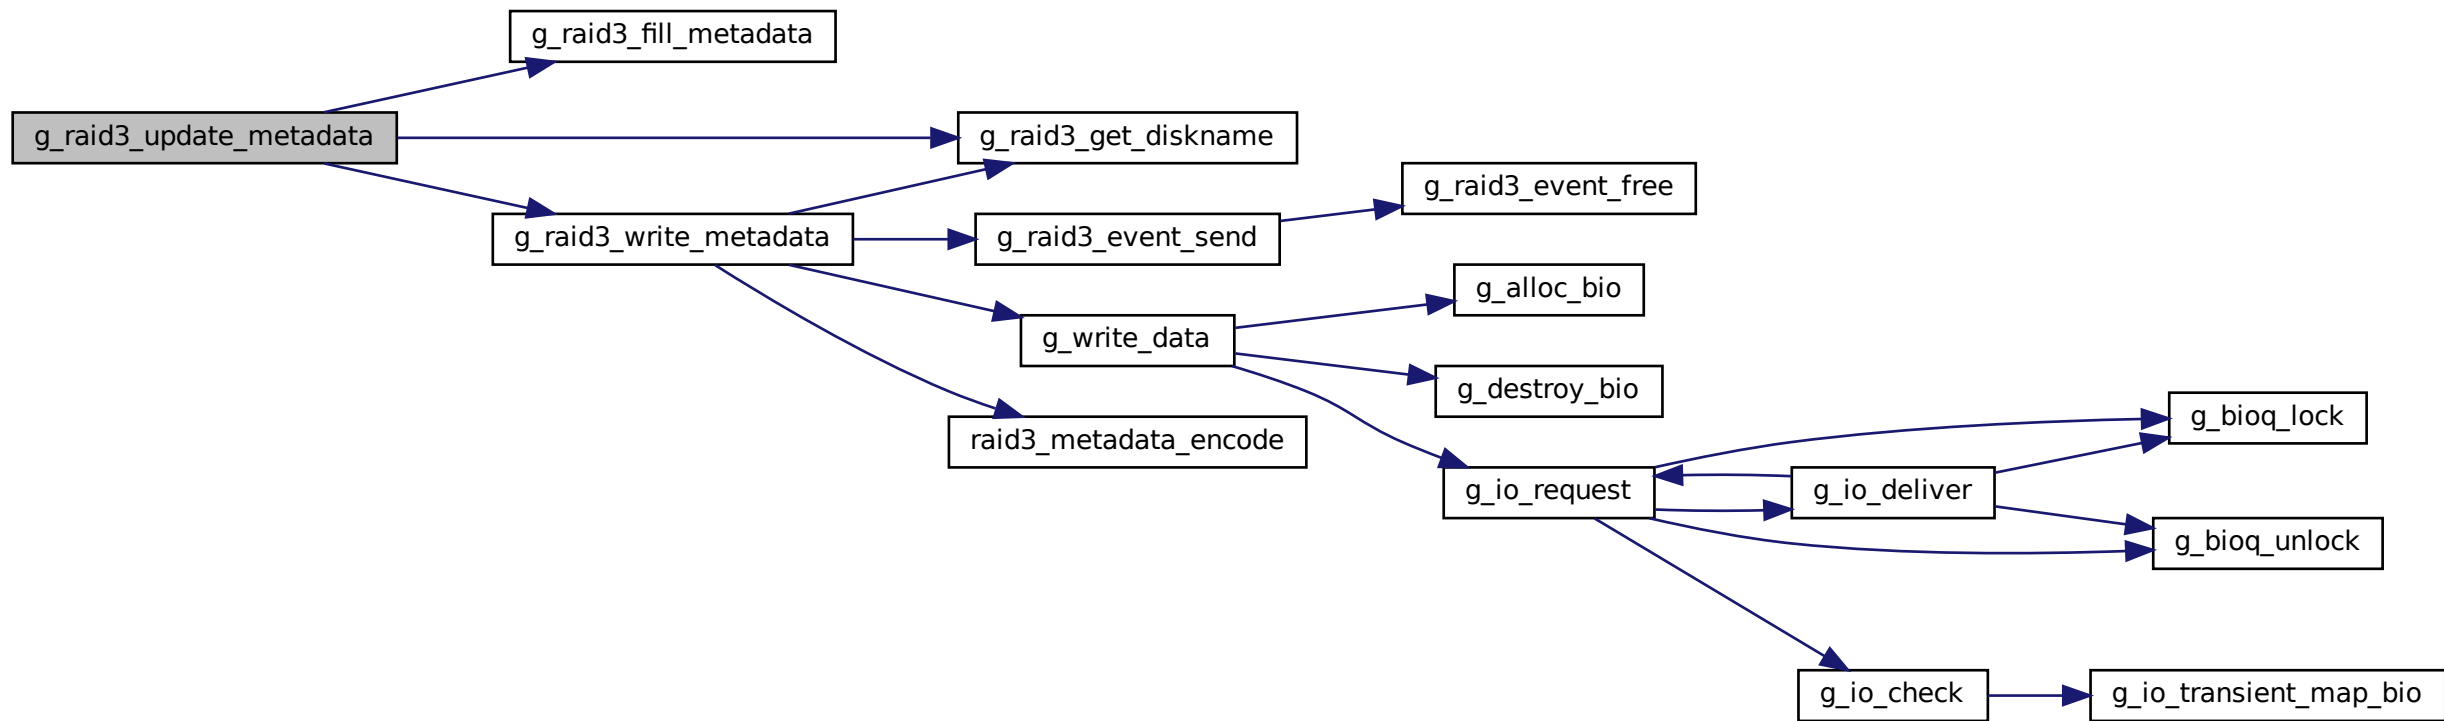 g_raid3_fill_metadata
g_raid3_update_metadata
g_raid3_get_diskname
g_raid3_event_free
g_raid3_write_metadata
g_raid3_event_send
g_alloc_bio
g_write_data
g_destroy_bio
g_bioq_lock
raid3_metadata_encode
g_io_request
g_io_deliver
g_bioq_unlock
g_io_check
g_io_transient_map_bio